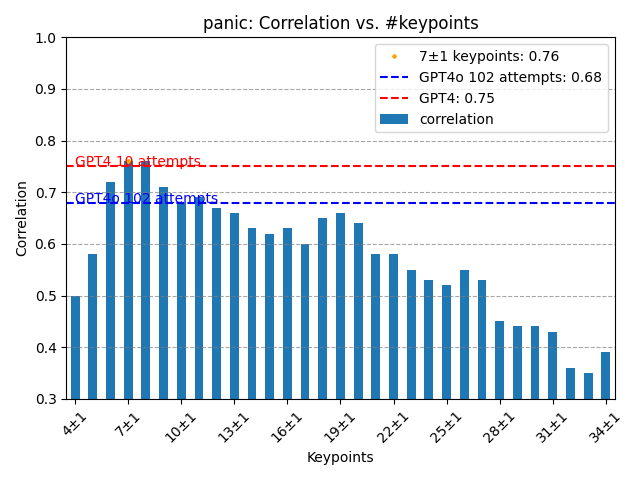 panic: Correlation vs. #keypoints
1.0
0.9
0.8
0.7
0.6
0.5
0.4
0.3
Correlation
7±1 keypoints: 0.76
GPT4o 102 attempts: 0.68
GPT4: 0.75
correlation
GPT4 10 attempts
GPT4o 102 attempts
4±1
7±1
10±1
13±1
16±1
19±1
22±1
25±1
28±1
31±1
34±1
Keypoints